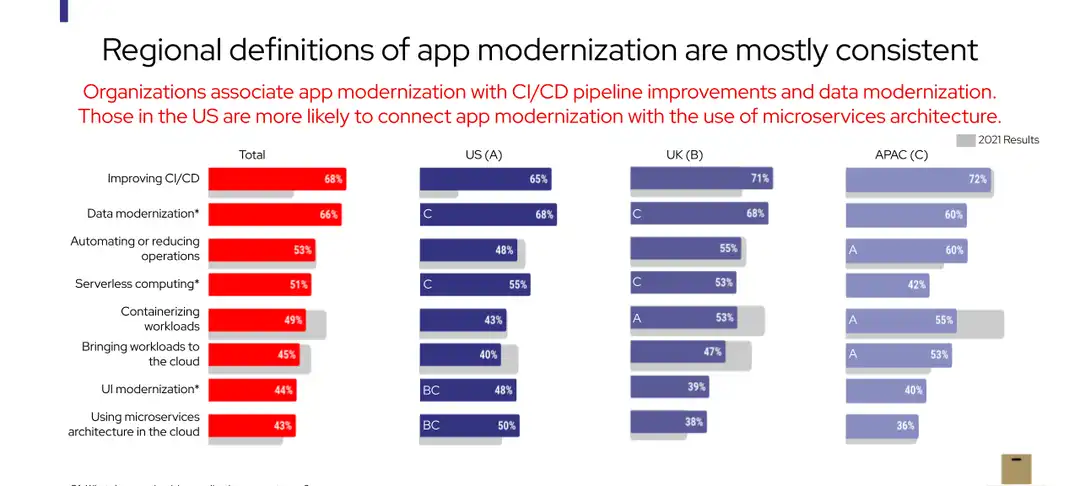 Regional definitions of app modernization are mostly consistent
Organizations associate app modernization with CI/CD pipeline improvements and data modernization.
Those in the US are more likely to connect app modernization with the use of microservices architecture.
2021 Results
Total
US (A)
UK (B)
APAC (C)
Improving CI/CD 68% 65% 71% 72%
Data modernization* 66% C 68% C 68% 60%
Automating or reducing
operations 53% 48% 55% A 60%
Serverless computing* 51% C 55% C 53% 42%
Containerizing
workloads 49% 43% A 53% A 55%
Bringing workloads to
the cloud 45% 40% 47% A 53%
UI modernization* 44% BC 48% 39% 40%
Using microservices
architecture in the cloud 43% BC 50% 38% 36%